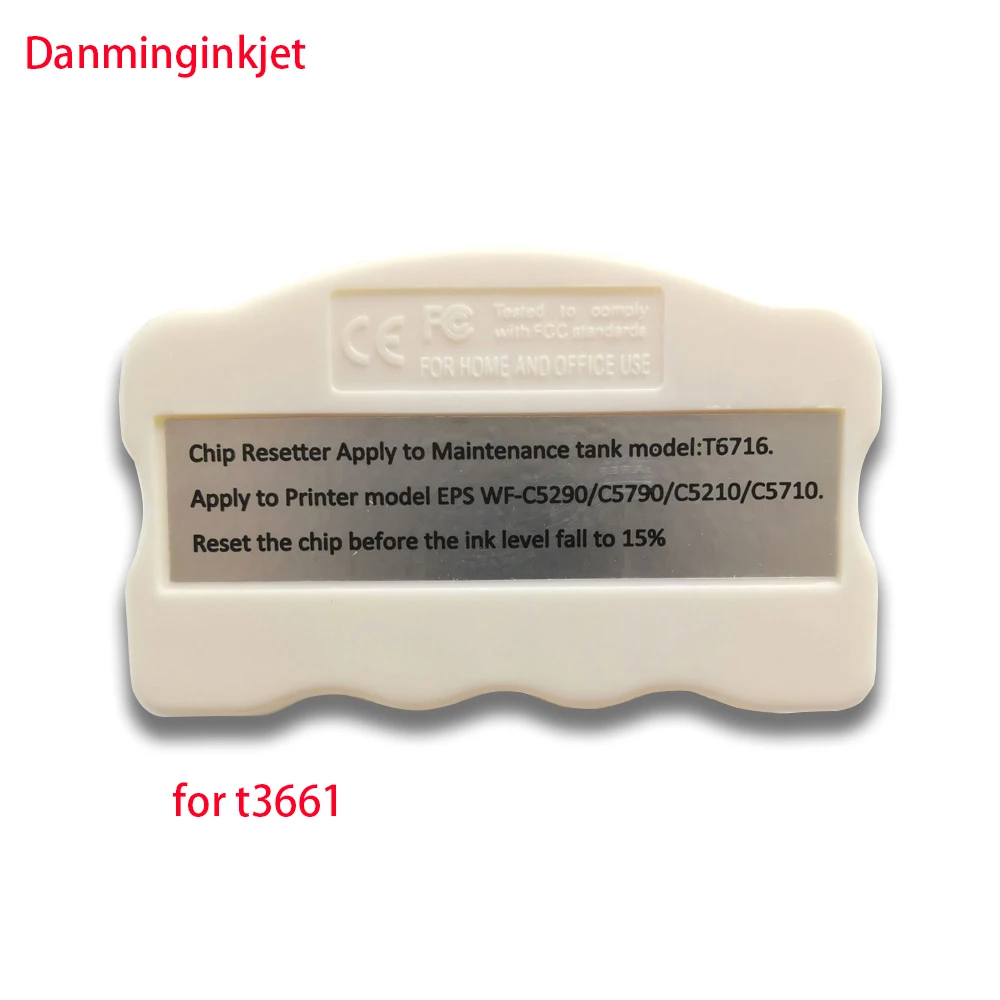 Danminginkjet
CE FC Tested to comply
with FCC standards
FOR HOME AND OFFICE USE
Chip Resetter Apply to Maintenance tank model:T6716.
Apply to Printer model EPS WF-C5290/C5790/C5210/C5710.
Reset the chip before the ink level fall to 15%
for t3661